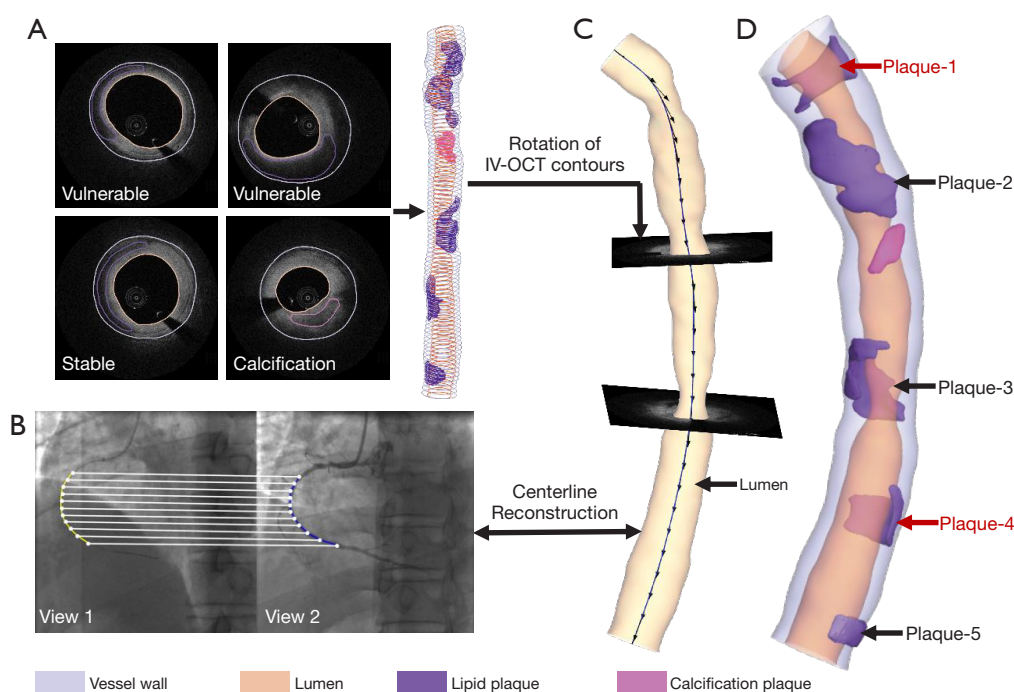 A
Vulnerable
Vulnerable
Stable
Calcification
Rotation of
IV-OCT contours
C
D
Plaque-1
Plaque-2
Plaque-3
Plaque-4
Plaque-5
Lumen
B
View 1
View 2
Centerline
Reconstruction
Vessel wall
Lumen
Lipid plaque
Calcification plaque